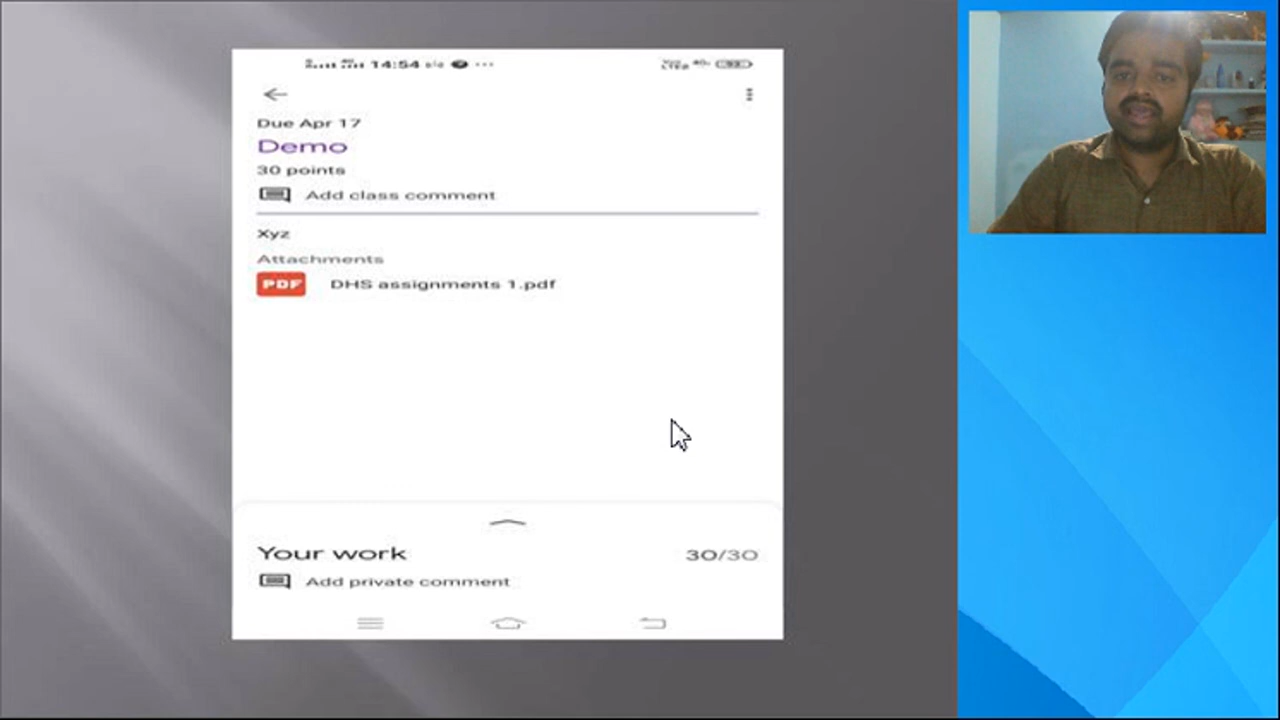 14:54
Due Apr 17
Demo
30 points
Add class comment
Xyz
Attachments
PDF DHS assignments 1.pdf
Your work 30/30
Add private comment